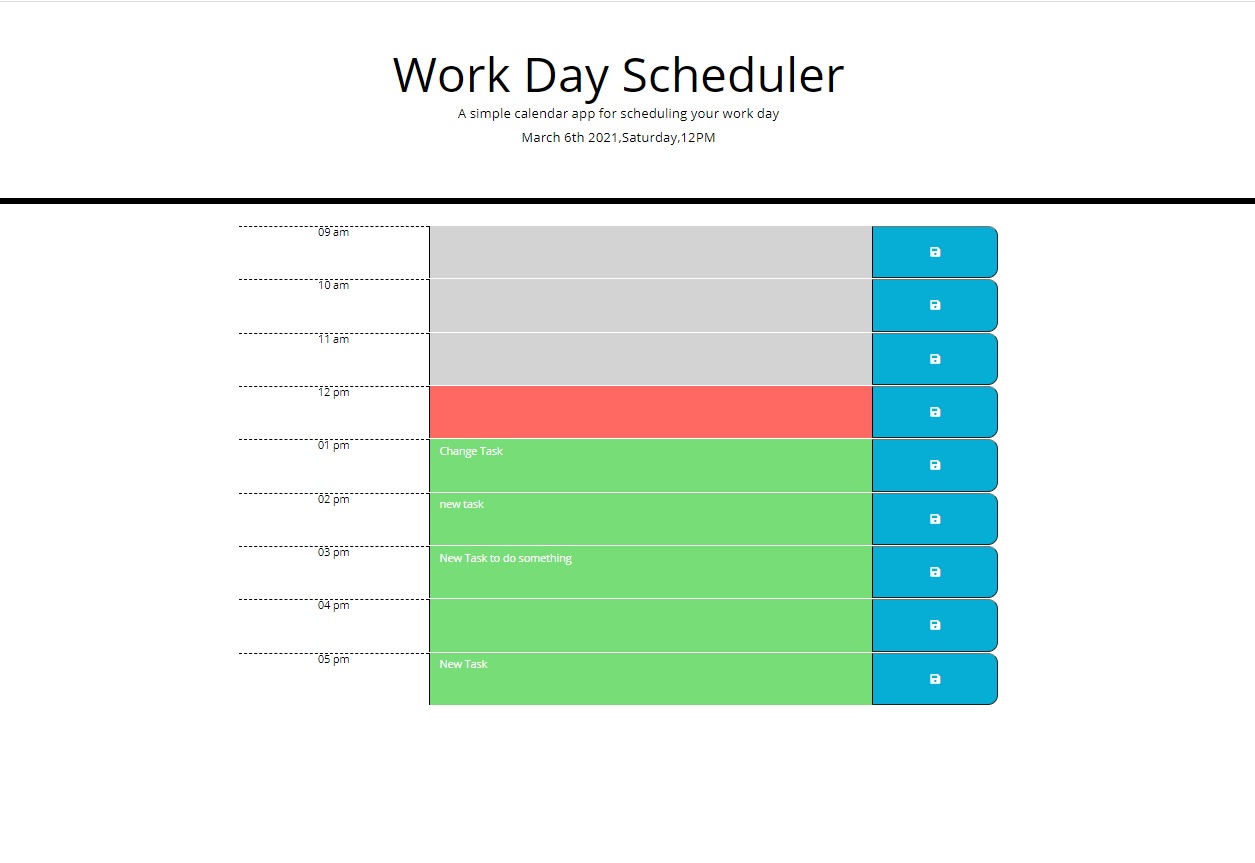 Work Day Scheduler
A simple calendar app for scheduling your work day
March 6th 2021,Saturday,12PM
09 am
10 am
11 am
12 pm
01 pm Change Task
02 pm new task
03 pm New Task to do something
04 pm
05 pm New Task